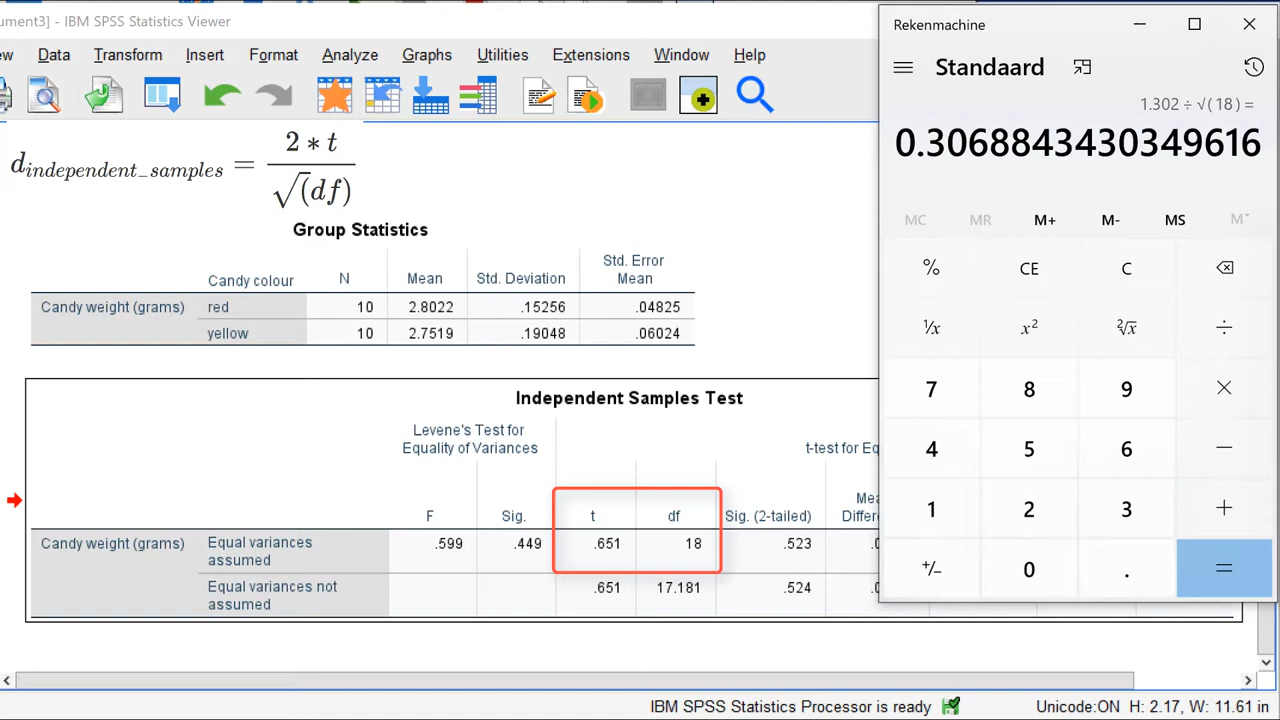 ument3] - IBM SPSS Statistics Viewer
ew Data Transform Insert Format Analyze Graphs Utilities Extensions Window Help
d_independent_samples = 2 * t / √(df)
Group Statistics
Candy colour N Mean Std. Deviation Std. Error Mean
Candy weight (grams) red 10 2.8022 .15256 .04825
yellow 10 2.7519 .19048 .06024
Independent Samples Test
Levene's Test for Equality of Variances t-test for Eq
F Sig. t df Sig. (2-tailed) Mea Differe
Candy weight (grams) Equal variances assumed .599 .449 .651 18 .523 .0
Equal variances not assumed .651 17.181 .524 .0
IBM SPSS Statistics Processor is ready Unicode:ON H: 2.17, W: 11.61 in
Rekenmachine
Standaard
1.302 ÷ √( 18 ) =
0.3068843430349616
MC MR M+ M- MS M˅
% CE C
¹/x x² ²√x ÷
7 8 9 ×
4 5 6 −
1 2 3 +
+/− 0 . =